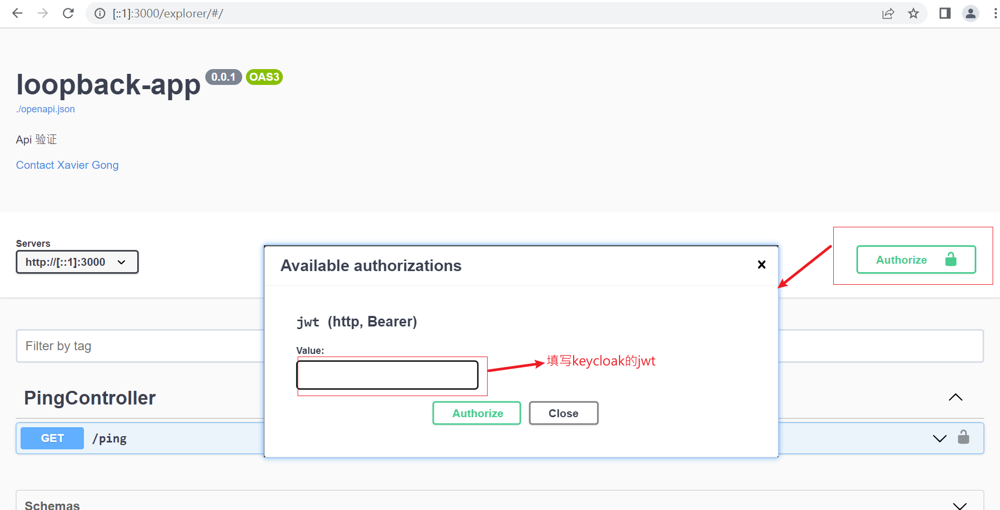 [::1]:3000/explorer/#/
loopback-app 0.0.1 OAS3
./openapi.json
Api 验证
Contact Xavier Gong
Servers
http://[::1]:3000
Authorize
Available authorizations
jwt (http, Bearer)
Value:
填写keycloak的jwt
Authorize Close
Filter by tag
PingController
GET /ping
Schemas